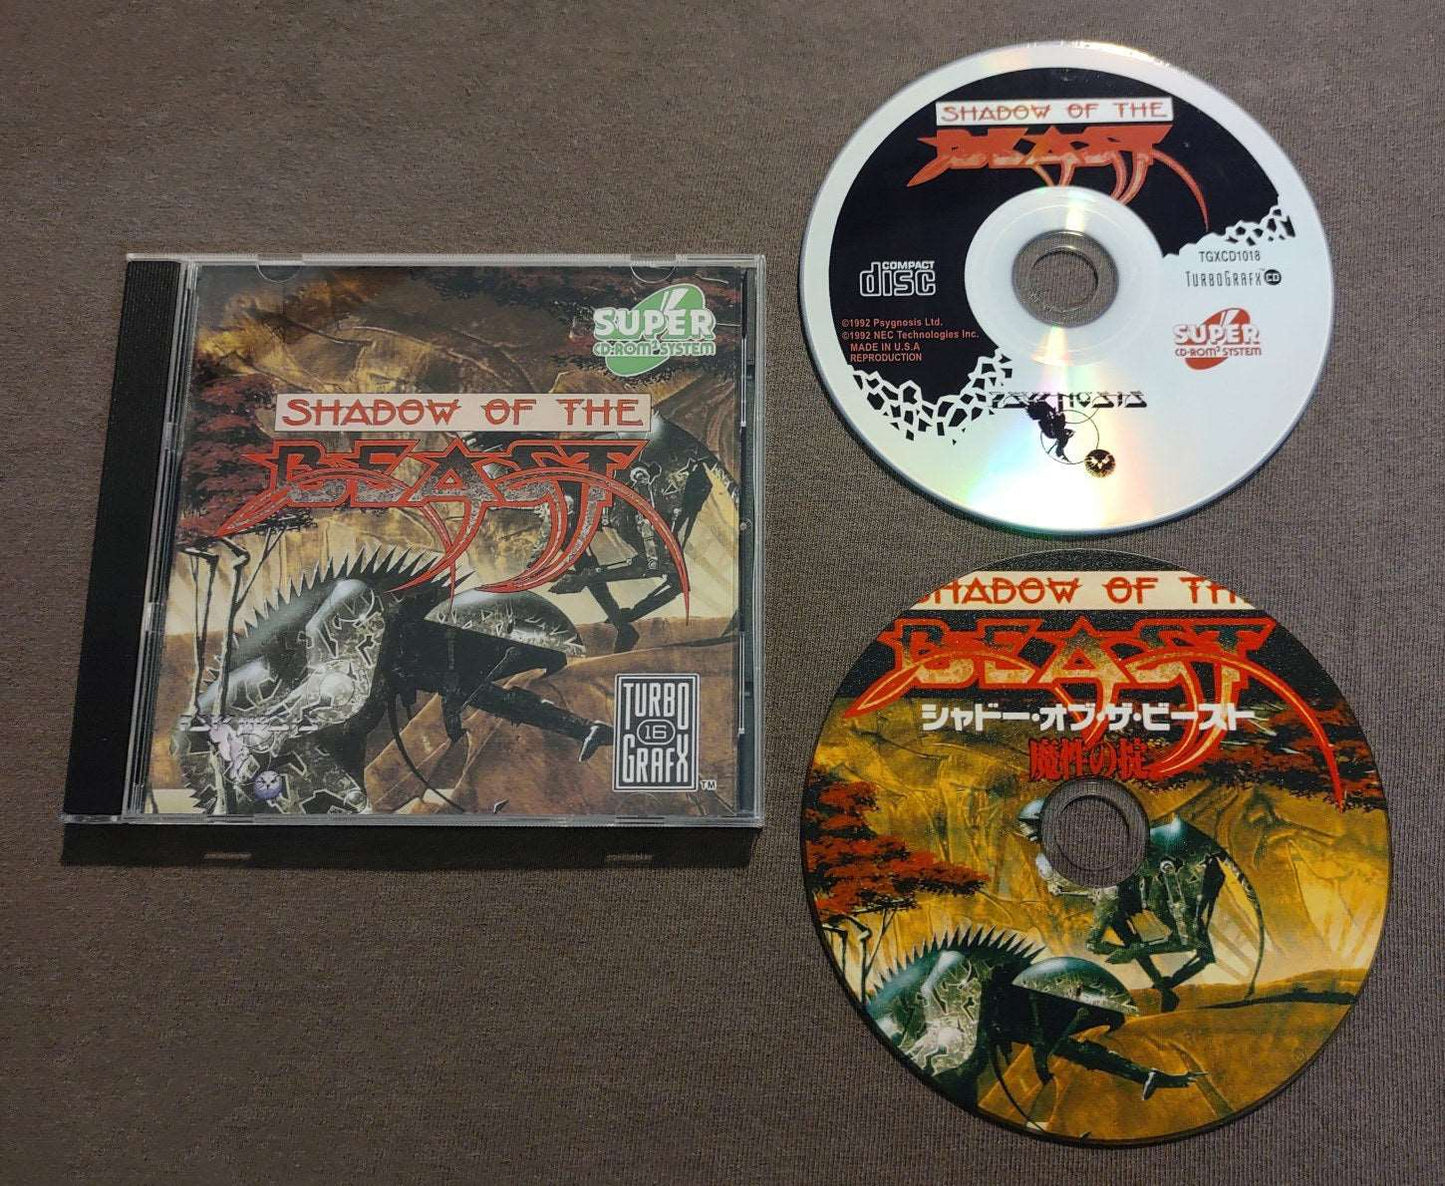 SUPER
CD-ROM² SYSTEM
SHADOW OF THE
BEAST
TURBO
16
GRAFX
TM
SHADOW OF THE
BEAST
COMPACT
disc
TGXCD1018
TURBOGRAFX CD
©1992 Psygnosis Ltd.
©1992 NEC Technologies Inc.
MADE IN U.S.A
REPRODUCTION
SUPER
CD-ROM² SYSTEM
PSYGNOSIS
SHADOW OF THE
BEAST
シャドー・オブ・ザ・ビースト
魔性の掟